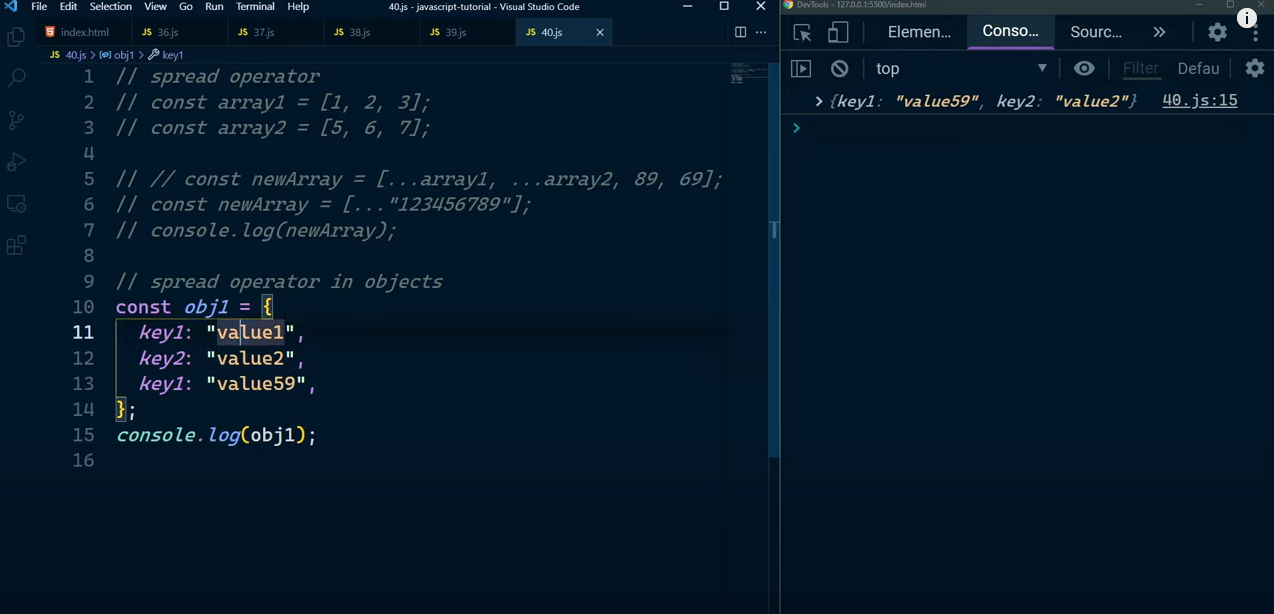 File Edit Selection View Go Run Terminal Help 40.js - javascript-tutorial - Visual Studio Code
index.html JS 36.js JS 37.js JS 38.js JS 39.js JS 40.js
JS 40.js > obj1 > key1
1 // spread operator
2 // const array1 = [1, 2, 3];
3 // const array2 = [5, 6, 7];
4
5 // // const newArray = [...array1, ...array2, 89, 69];
6 // const newArray = [..."123456789"];
7 // console.log(newArray);
8
9 // spread operator in objects
10 const obj1 = {
11 key1: "value1",
12 key2: "value2",
13 key1: "value59",
14 };
15 console.log(obj1);
16
DevTools - 127.0.0.1:5500/index.html
Elemen... Conso... Sourc... »
top Filter Defau
{key1: "value59", key2: "value2"} 40.js:15